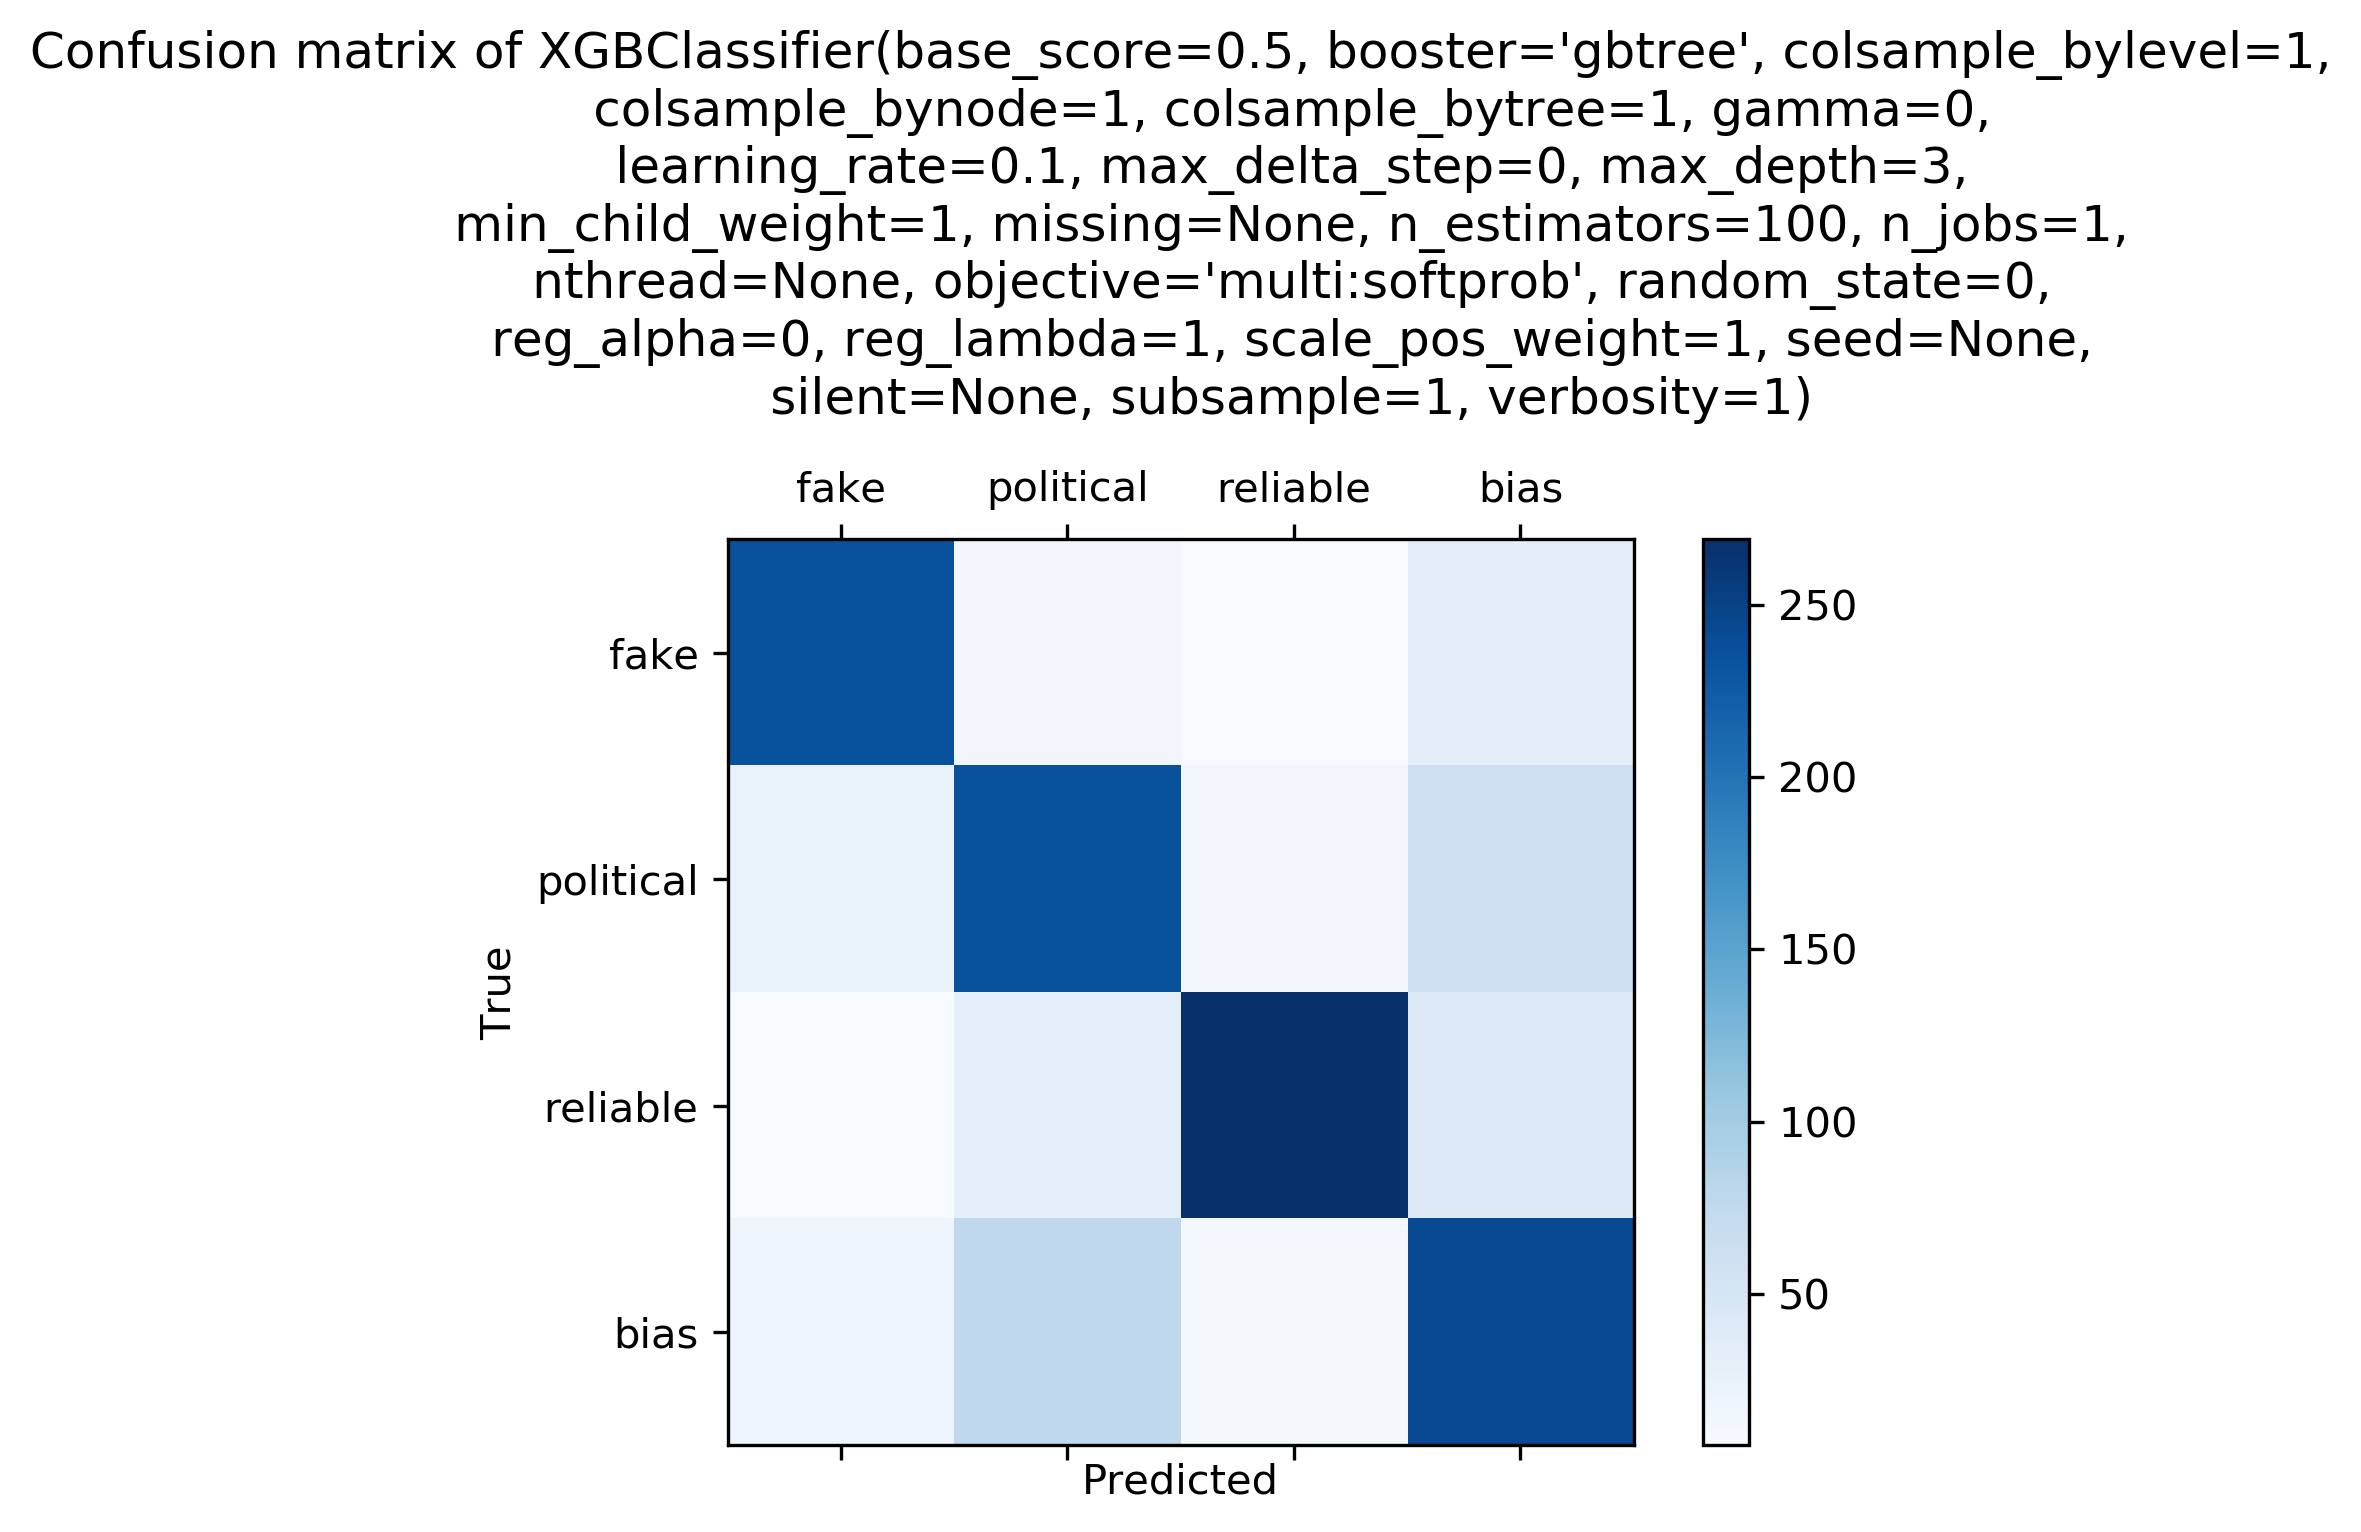 Confusion matrix of XGBClassifier(base_score=0.5, booster='gbtree', colsample_bylevel=1,
colsample_bynode=1, colsample_bytree=1, gamma=0,
learning_rate=0.1, max_delta_step=0, max_depth=3,
min_child_weight=1, missing=None, n_estimators=100, n_jobs=1,
nthread=None, objective='multi:softprob', random_state=0,
reg_alpha=0, reg_lambda=1, scale_pos_weight=1, seed=None,
silent=None, subsample=1, verbosity=1)
fake political reliable bias
fake
political
reliable
bias
True
Predicted
250
200
150
100
50